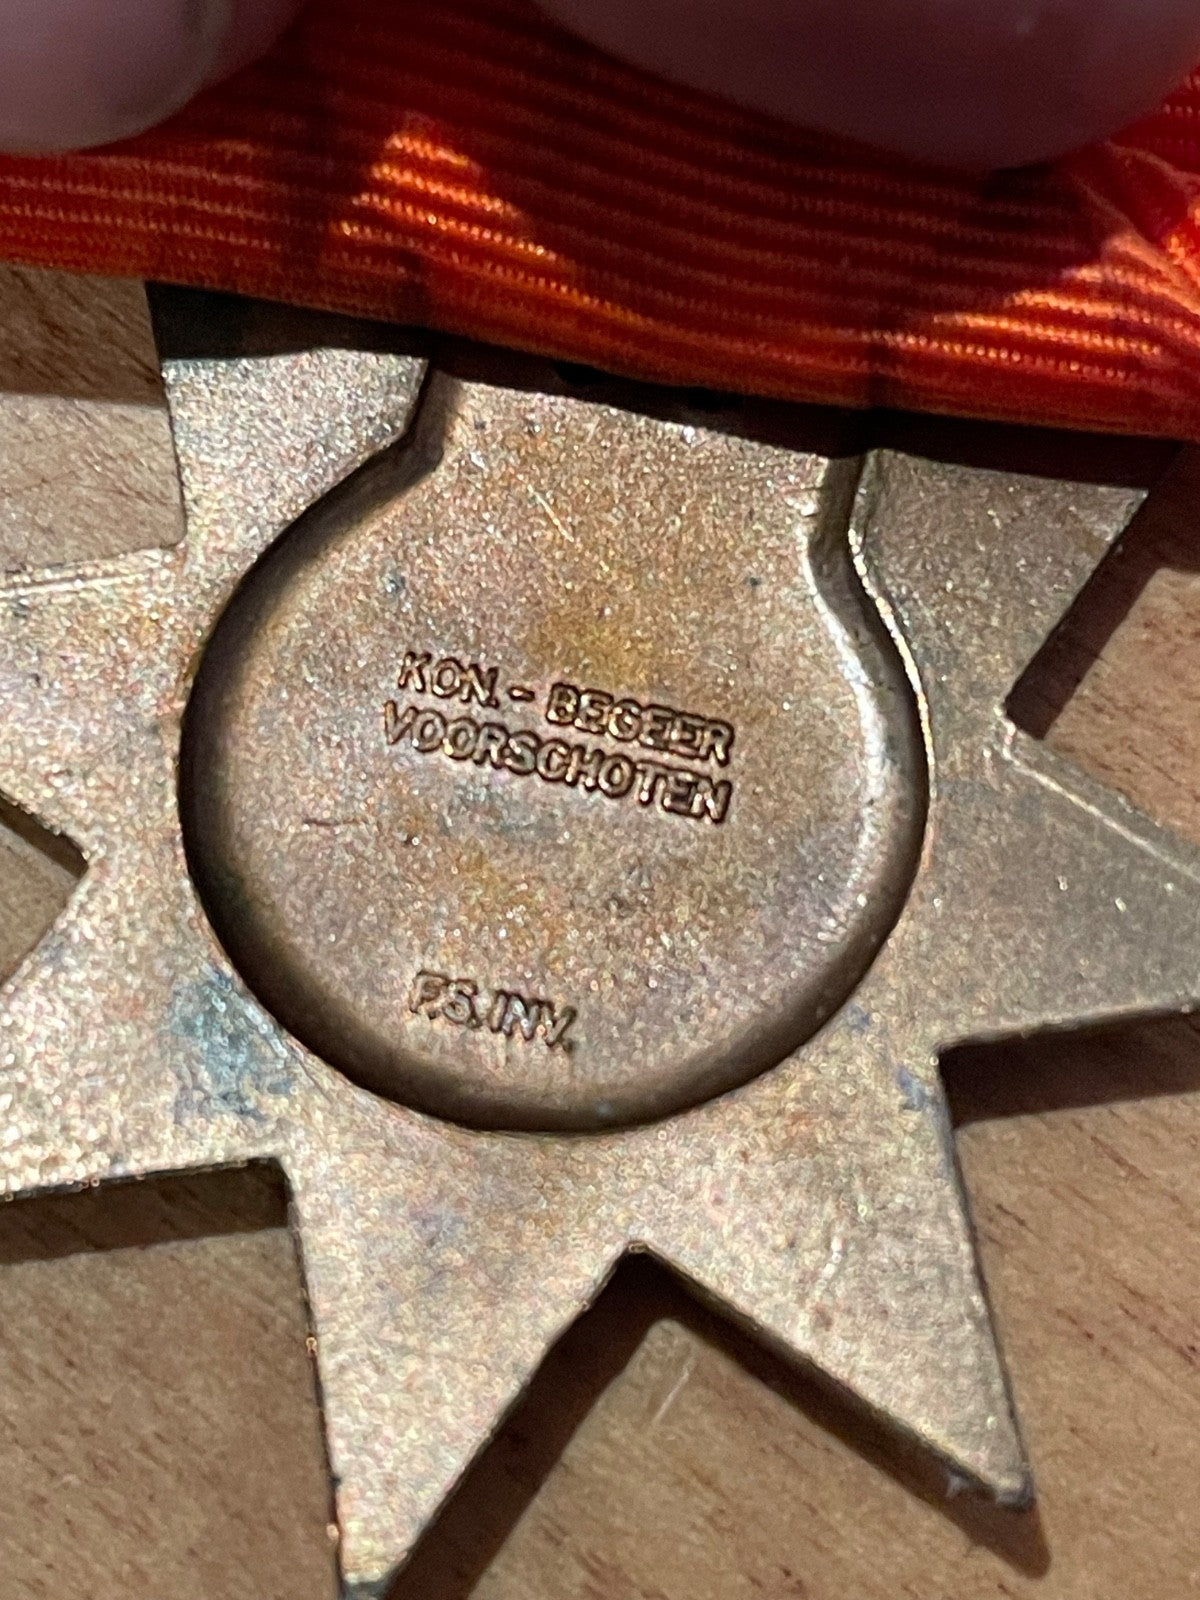 KON. - BEGEER
VOORSCHOTEN
F.S. INV.